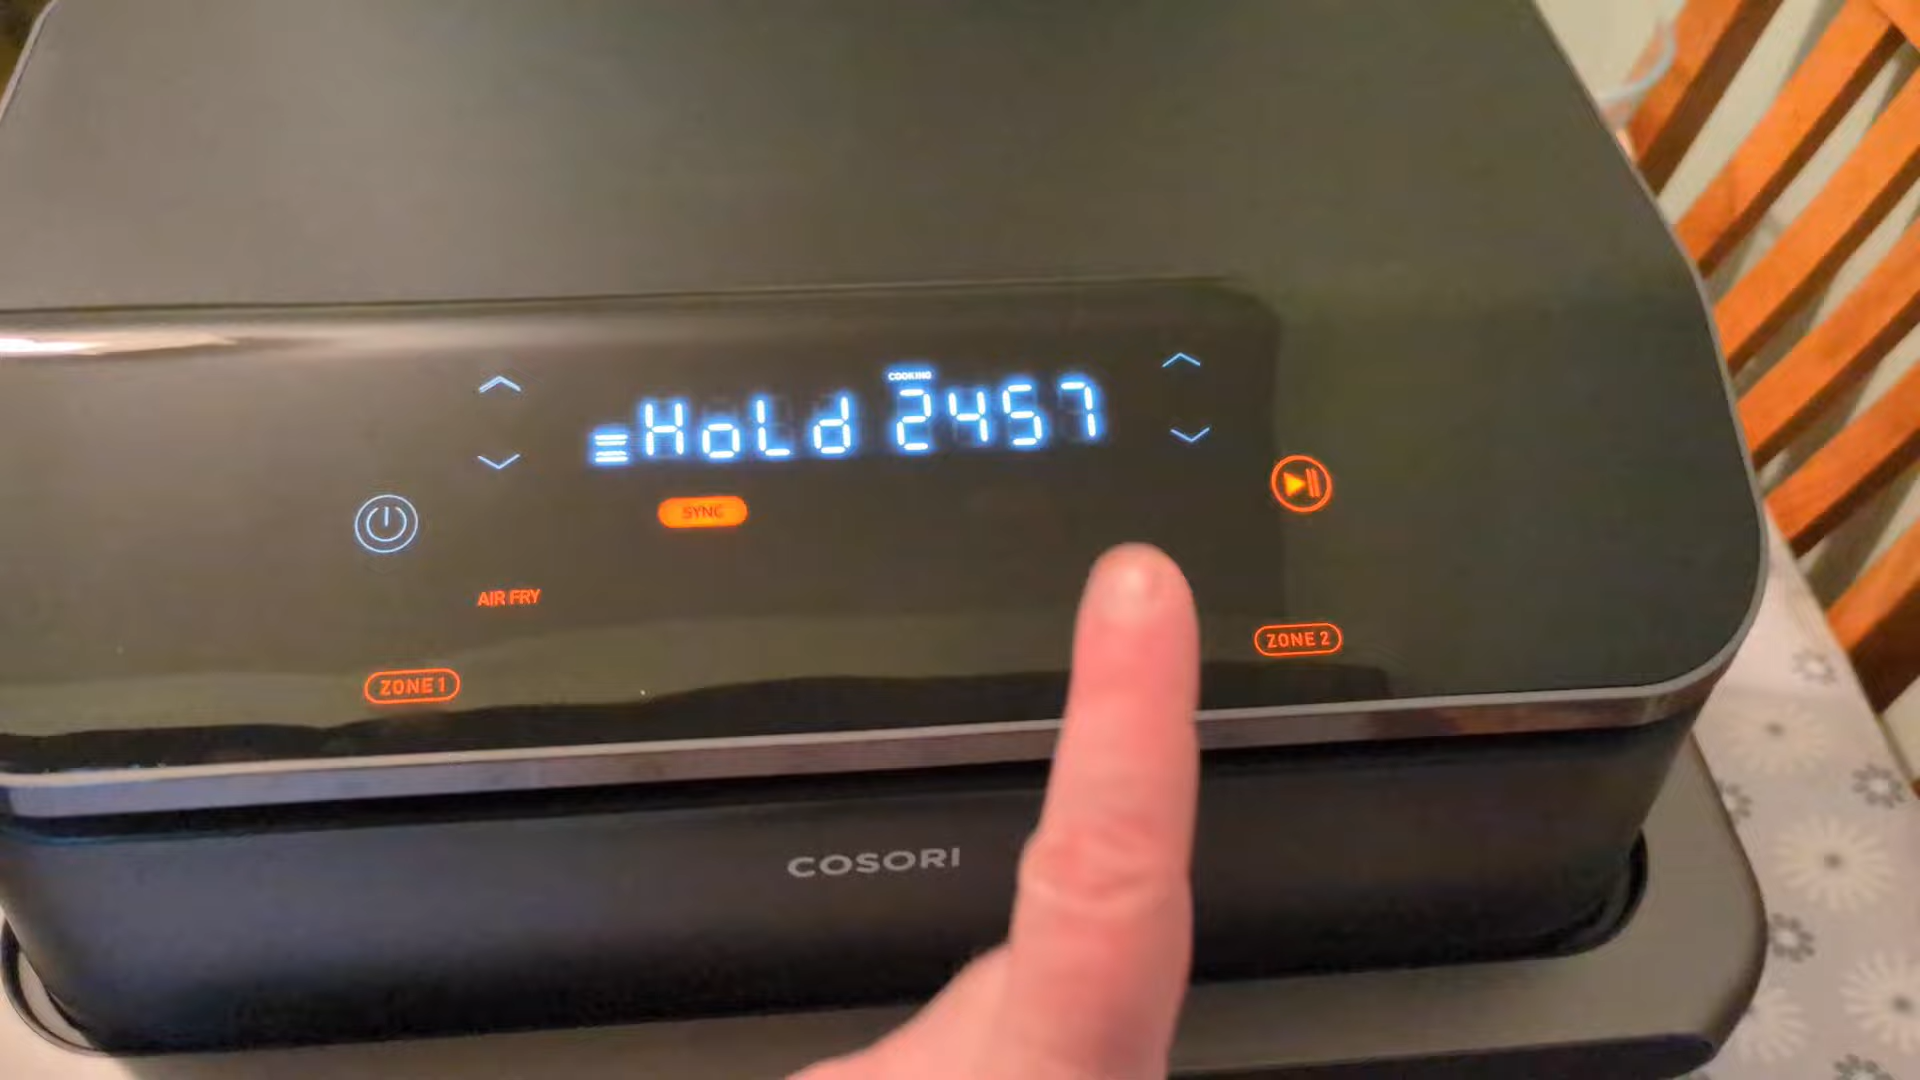 COOKING
HoLd 2457
SYNC
AIR FRY
ZONE 2
ZONE 1
COSORI